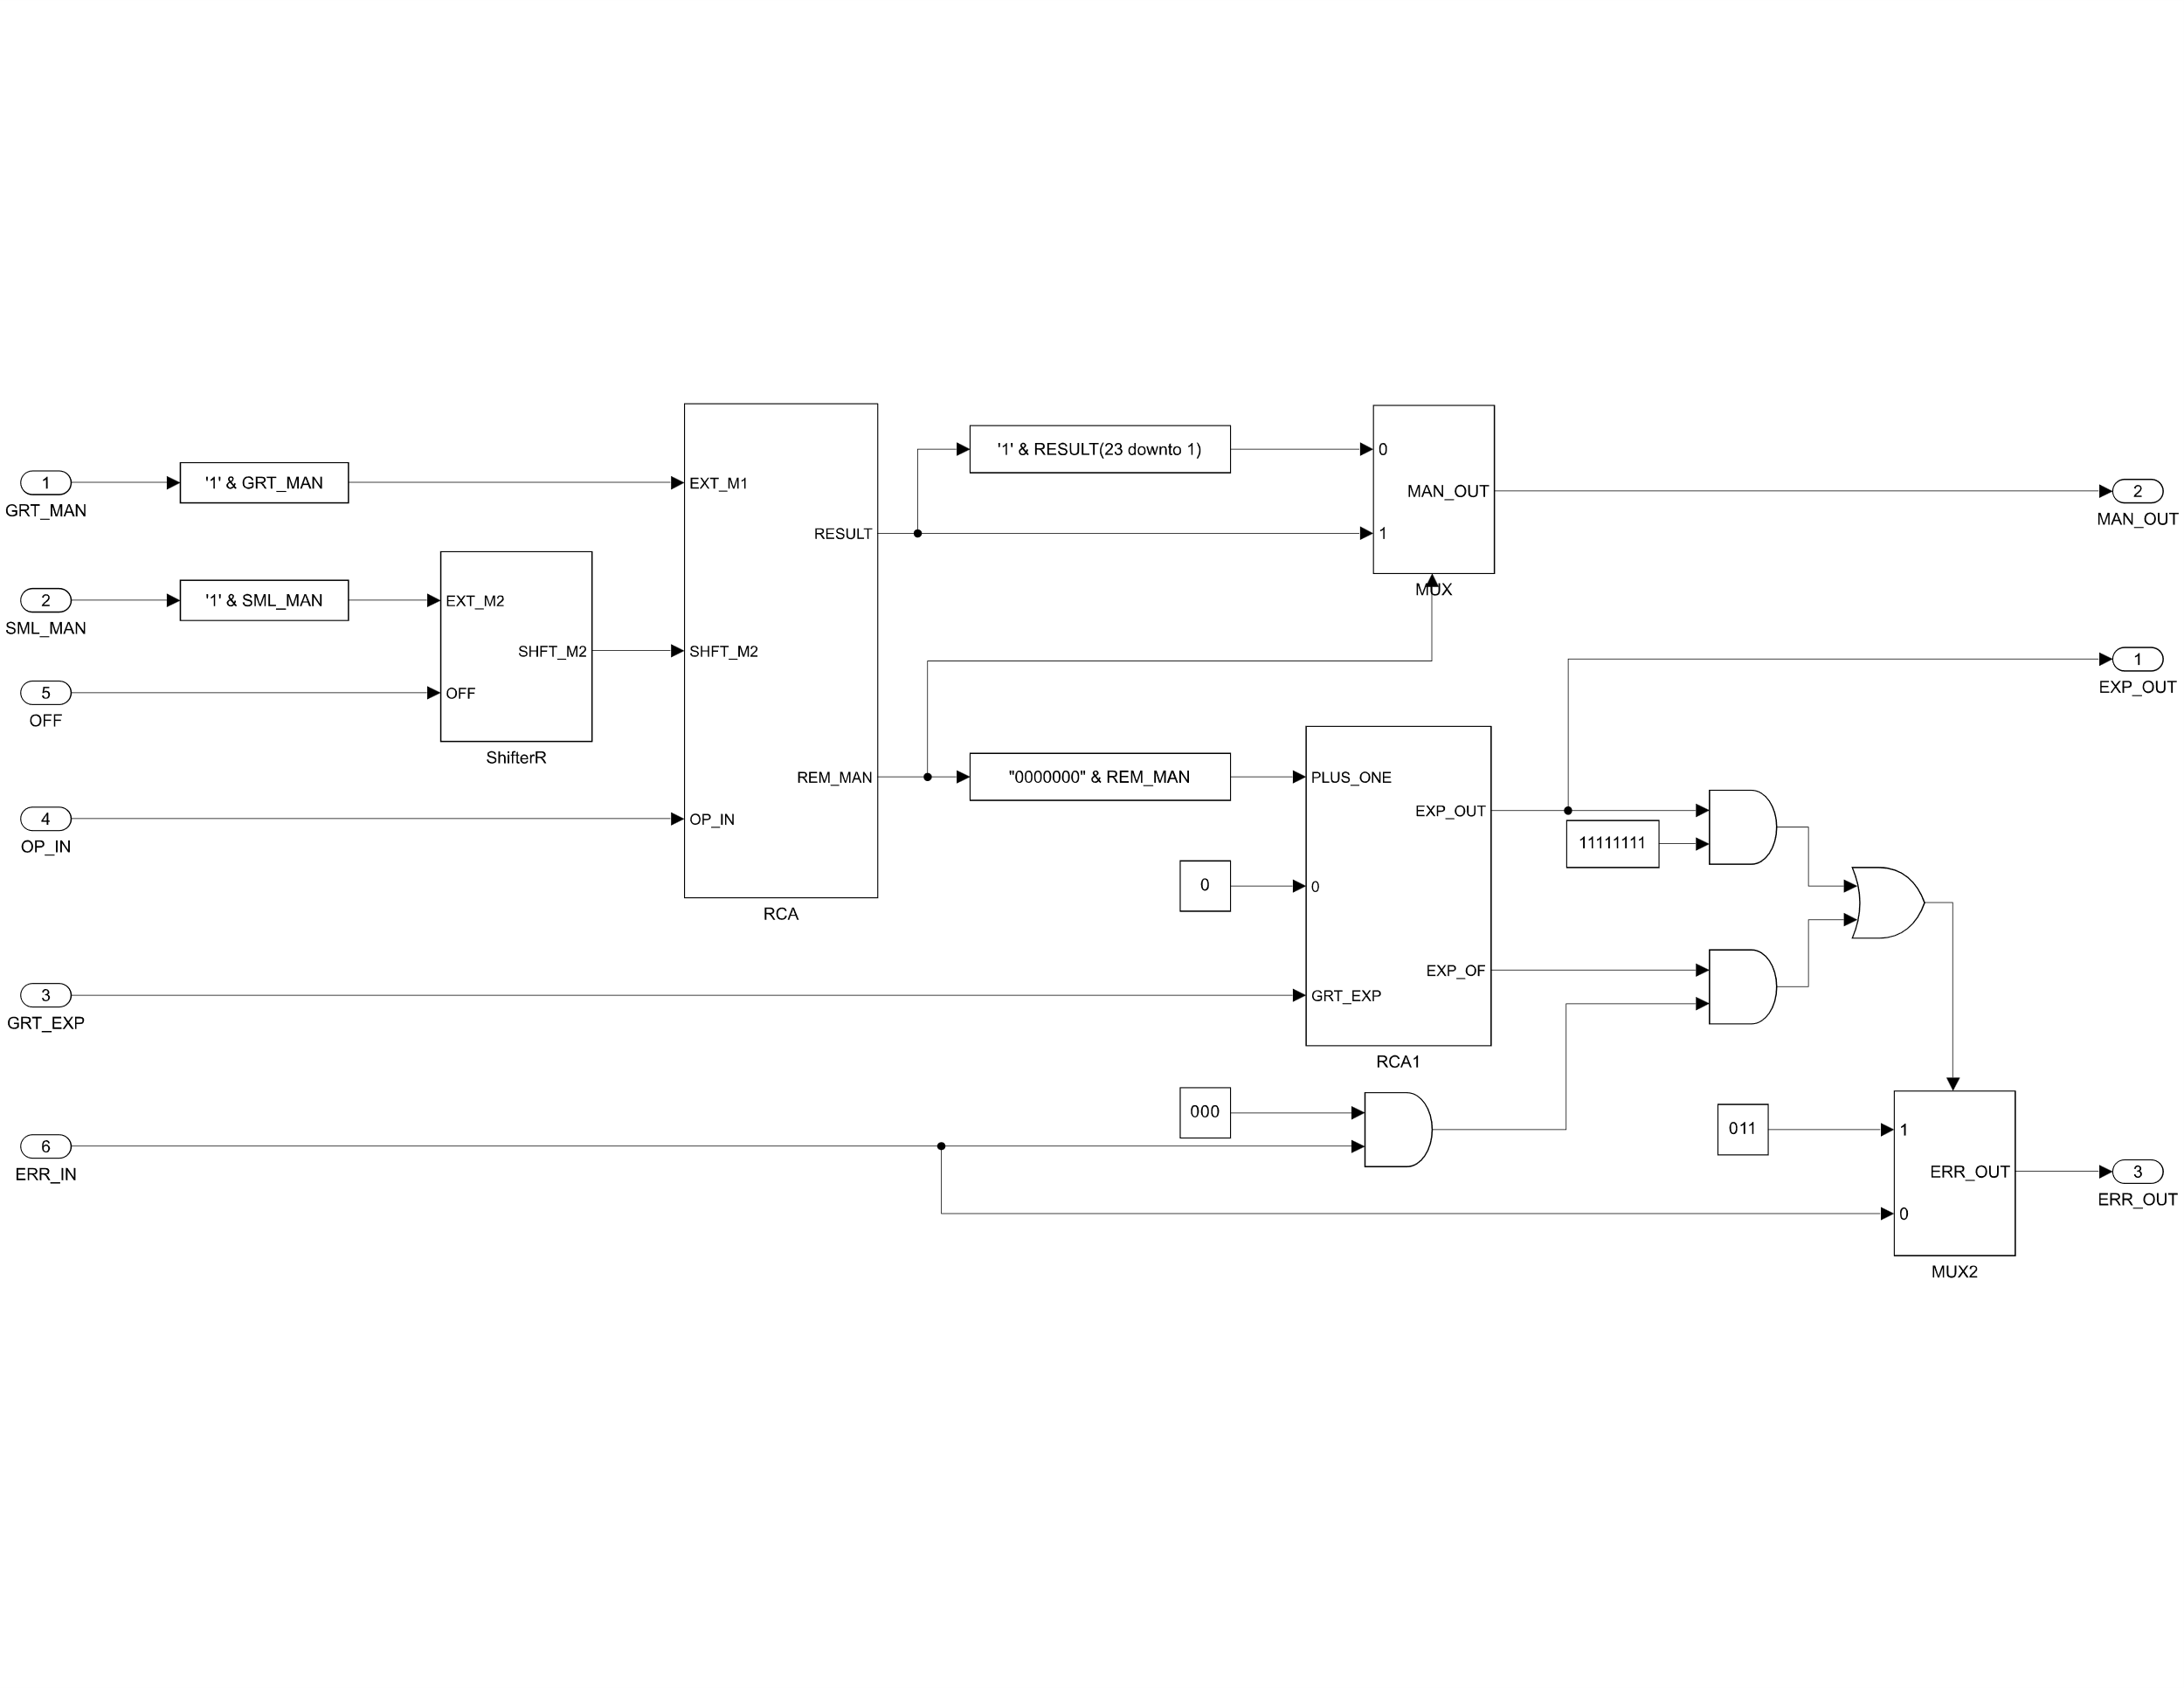 1
GRT_MAN
'1' & GRT_MAN
2
SML_MAN
'1' & SML_MAN
5
OFF
EXT_M2
SHFT_M2
OFF
ShifterR
4
OP_IN
EXT_M1
RESULT
SHFT_M2
REM_MAN
OP_IN
RCA
'1' & RESULT(23 downto 1)
0
MAN_OUT
1
MUX
2
MAN_OUT
1
EXP_OUT
"0000000" & REM_MAN
PLUS_ONE
EXP_OUT
0
0
EXP_OF
GRT_EXP
RCA1
11111111
3
GRT_EXP
6
ERR_IN
000
011
1
ERR_OUT
0
MUX2
3
ERR_OUT